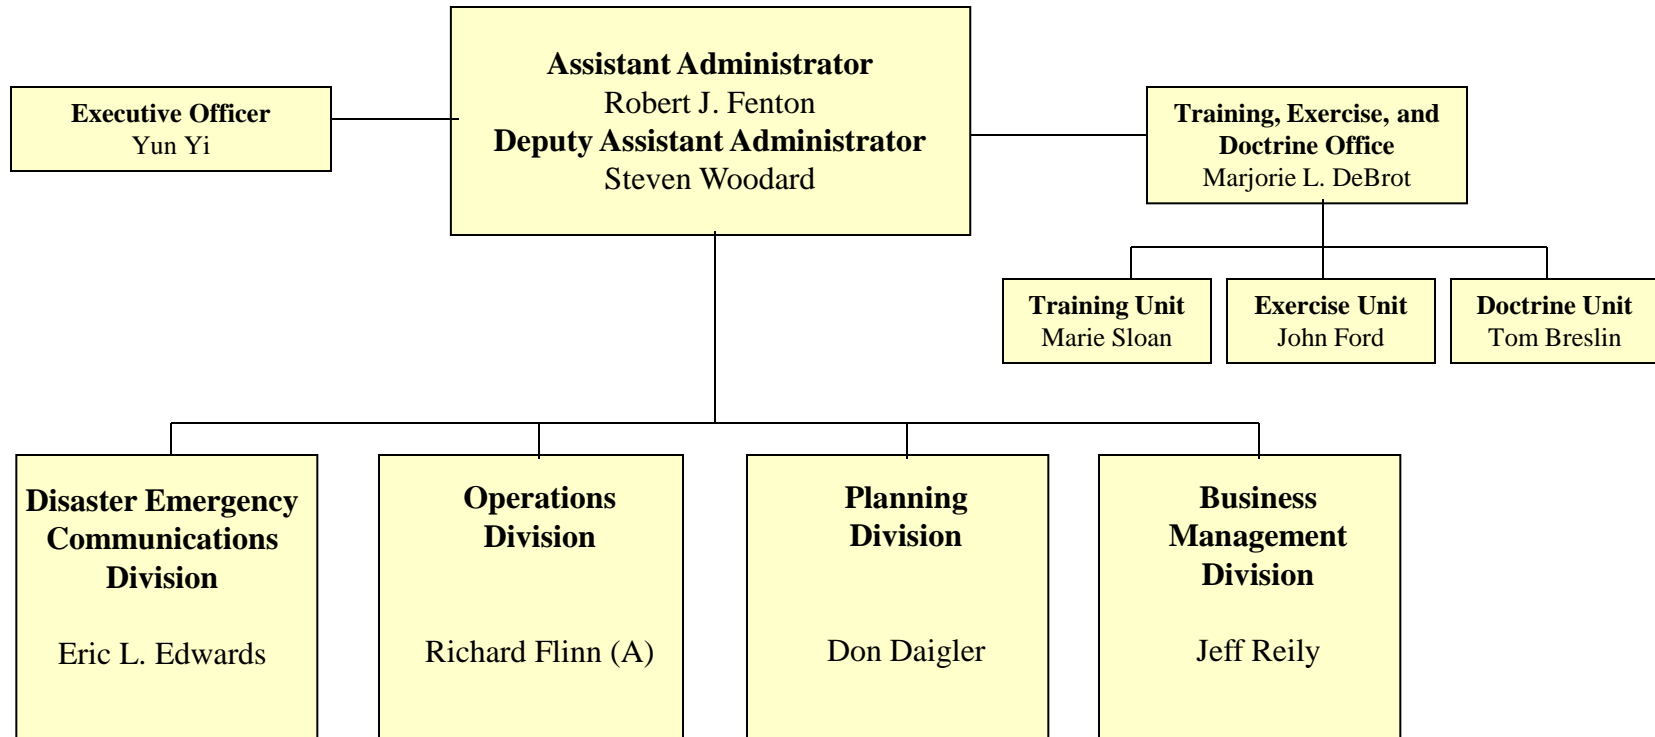 Assistant Administrator
Robert J. Fenton
Deputy Assistant Administrator
Steven Woodard
Executive Officer
Yun Yi
Training, Exercise, and
Doctrine Office
Marjorie L. DeBrot
Training Unit
Marie Sloan
Exercise Unit
John Ford
Doctrine Unit
Tom Breslin
Disaster Emergency
Communications
Division
Eric L. Edwards
Operations
Division
Richard Flinn (A)
Planning
Division
Don Daigler
Business
Management
Division
Jeff Reily